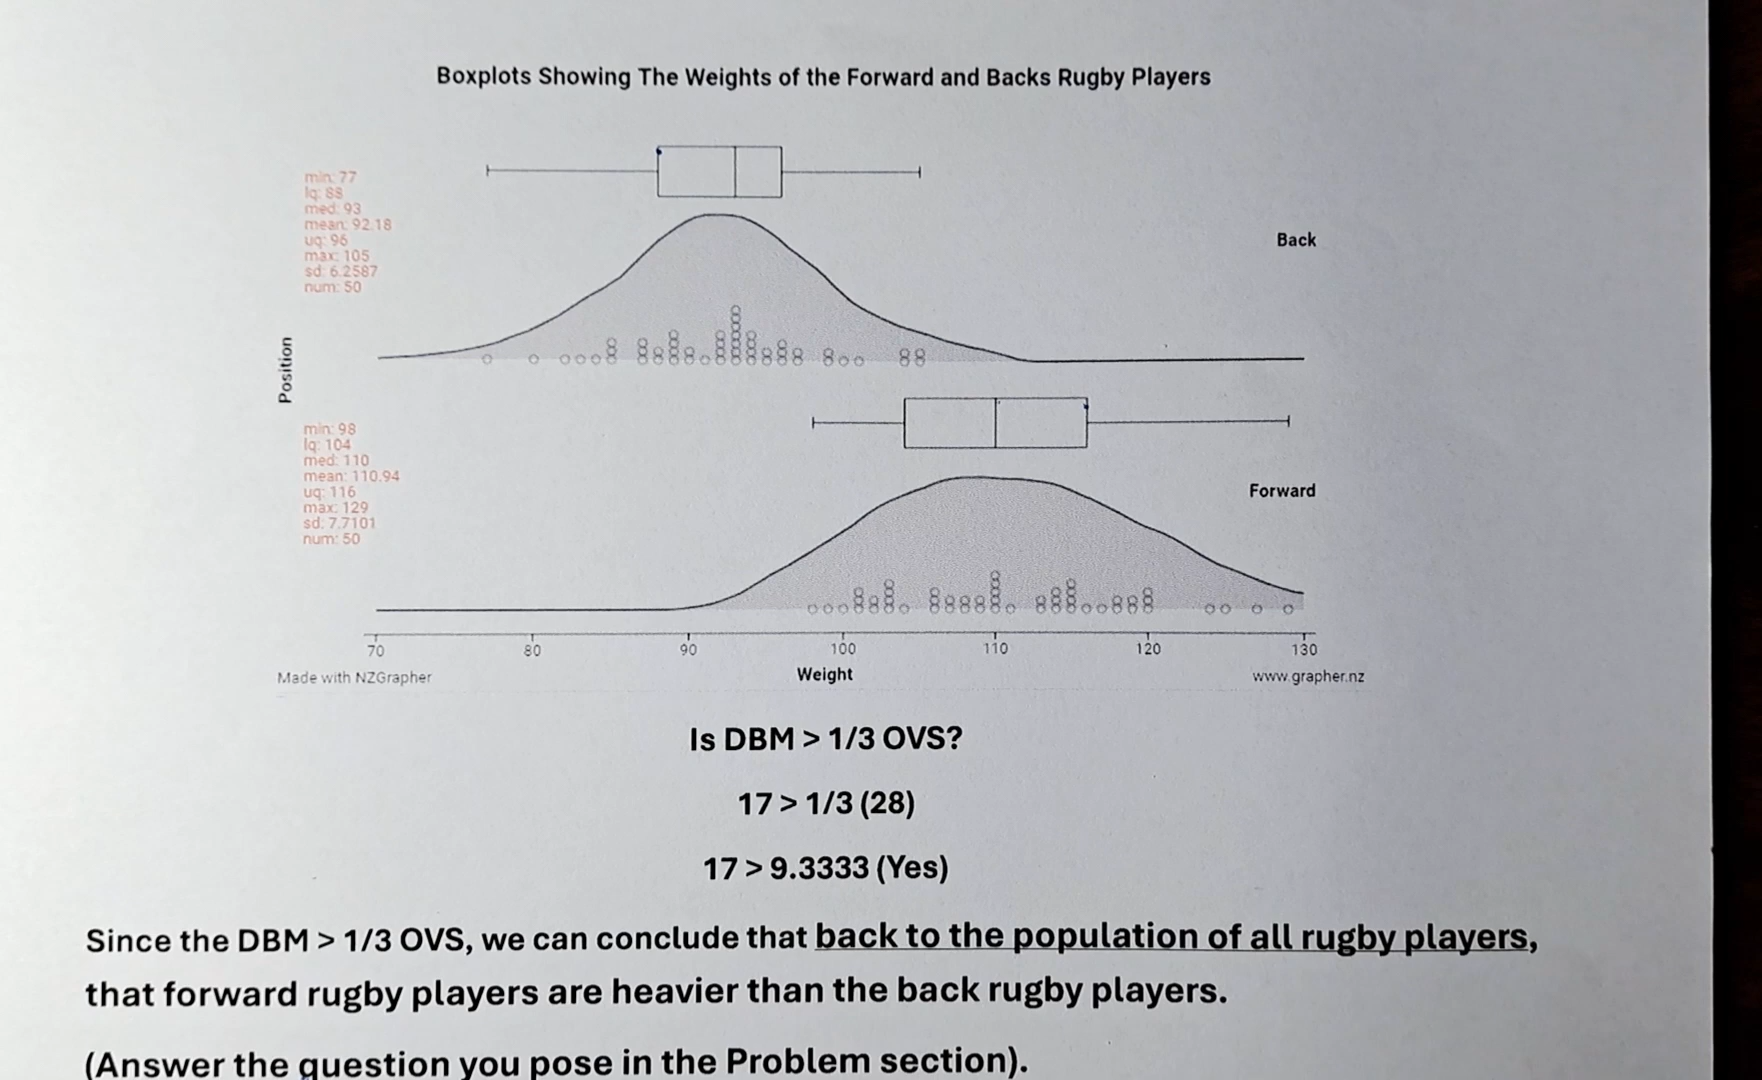 Boxplots Showing The Weights of the Forward and Backs Rugby Players
min: 77
lq: 88
med: 93
mean: 92.18
uq: 96
max: 105
sd: 6.2587
num: 50
Back
Position
min: 98
lq: 104
med: 110
mean: 110.94
uq: 116
max: 129
sd: 7.7101
num: 50
Forward
70 80 90 100 110 120 130
Made with NZGrapher Weight www.grapher.nz
Is DBM > 1/3 OVS?
17 > 1/3 (28)
17 > 9.3333 (Yes)
Since the DBM > 1/3 OVS, we can conclude that back to the population of all rugby players,
that forward rugby players are heavier than the back rugby players.
(Answer the question you pose in the Problem section).